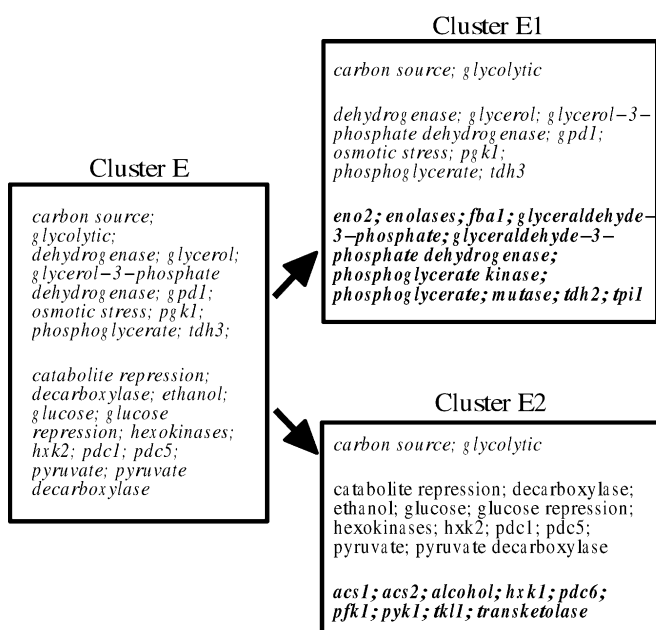 Cluster E
carbon source;
glycolytic;
dehydrogenase; glycerol;
glycerol−3−phosphate
dehydrogenase; gpd1;
osmotic stress; pgk1;
phosphoglycerate; tdh3;
catabolite repression;
decarboxylase; ethanol;
glucose; glucose
repression; hexokinases;
hxk2; pdc1; pdc5;
pyruvate; pyruvate
decarboxylase
Cluster E1
carbon source; glycolytic
dehydrogenase; glycerol; glycerol−3−
phosphate dehydrogenase; gpd1;
osmotic stress; pgk1;
phosphoglycerate; tdh3
eno2; enolases; fba1; glyceraldehyde−
3−phosphate; glyceraldehyde−3−
phosphate dehydrogenase;
phosphoglycerate kinase;
phosphoglycerate; mutase; tdh2; tpi1
Cluster E2
carbon source; glycolytic
catabolite repression; decarboxylase;
ethanol; glucose; glucose repression;
hexokinases; hxk2; pdc1; pdc5;
pyruvate; pyruvate decarboxylase
acs1; acs2; alcohol; hxk1; pdc6;
pfk1; pyk1; tkl1; transketolase